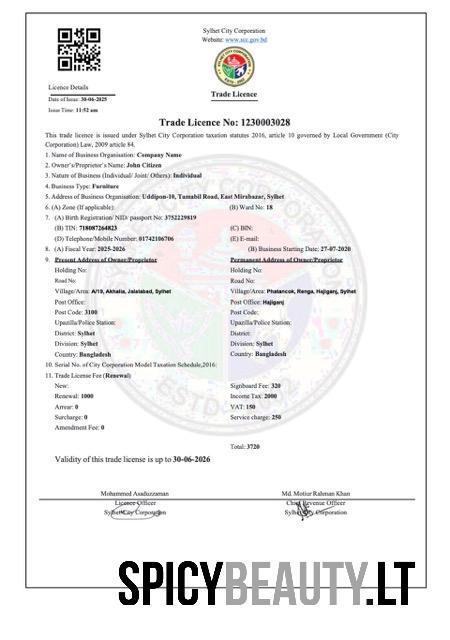 Sylhet City Corporation
Website: www.scc.gov.bd
Trade Licence
Licence Details
Date of Issue: 30-06-2025
Issue Time: 11:52 am
Trade Licence No: 1230003028
This trade licence is issued under Sylhet City Corporation taxation statutes 2016, article 10 governed by Local Government (City
Corporation) Law, 2009 article 84.
1. Name of Business Organisation: Company Name
2. Owner's/Proprietor's Name: John Citizen
3. Nature of Business (Individual/ Joint/ Others): Individual
4. Business Type: Furniture
5. Address of Business Organisation: Uddipon-10, Tamabil Road, East Mirabazar, Sylhet
6. (A) Zone (If applicable): (B) Ward No: 18
7. (A) Birth Registration/ NID/ passport No: 3752229819
(B) TIN: 718087264823 (C) BIN:
(D) Telephone/Mobile Number: 01742106706 (E) E-mail:
8. (A) Fiscal Year: 2025-2026 (B) Business Starting Date: 27-07-2020
9. Present Address of Owner/Proprietor Permanent Address of Owner/Proprietor
Holding No: Holding No:
Road No: Road No:
Village/Area: A/19, Akhalia, Jalalabad, Sylhet Village/Area: Phatancok, Renga, Hajiganj, Sylhet
Post Office: Post Office: Hajiganj
Post Code: 3100 Post Code:
Upazilla/Police Station: Upazilla/Police Station:
District: Sylhet District:
Division: Sylhet Division: Sylhet
Country: Bangladesh Country: Bangladesh
10. Serial No. of City Corporation Model Taxation Schedule,2016:
11. Trade License Fee (Renewal)
New: Signboard Fee: 320
Renewal: 1000 Income Tax: 2000
Arrear: 0 VAT: 150
Surcharge: 0 Service charge: 250
Amendment Fee: 0
Total: 3720
Validity of this trade license is up to 30-06-2026
Mohammed Asaduzzaman Md. Motiur Rahman Khan
Licence Officer Chief Revenue Officer
Sylhet City Corporation Sylhet City Corporation
SPICYBEAUTY.LT